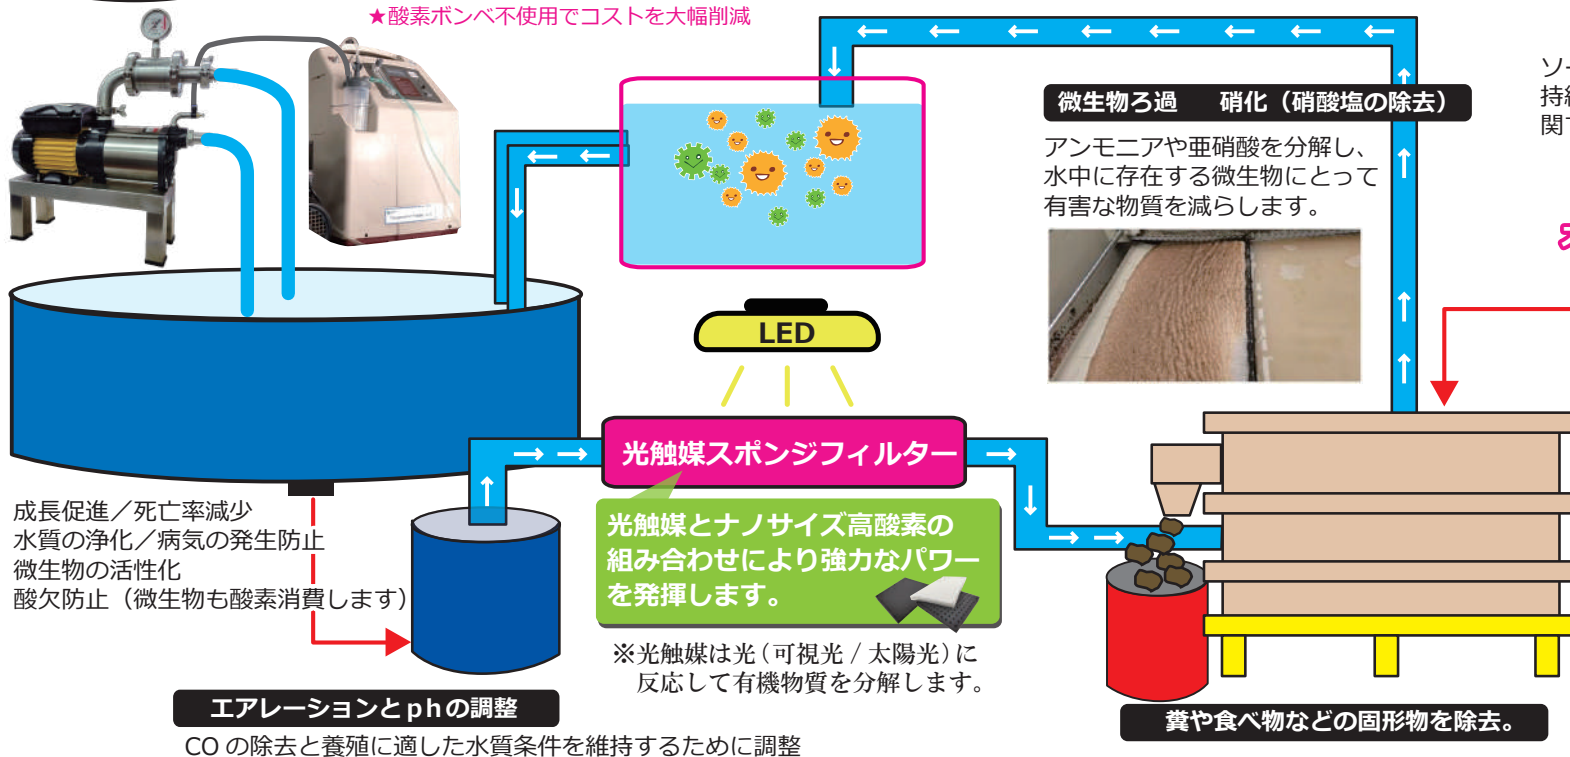 ★酸素ボンベ不使用でコストを大幅削減
微生物ろ過　硝化（硝酸塩の除去）
アンモニアや亜硝酸を分解し、
水中に存在する微生物にとって
有害な物質を減らします。
LED
光触媒スポンジフィルター
光触媒とナノサイズ高酸素の
組み合わせにより強力なパワー
を発揮します。
※光触媒は光（可視光 / 太陽光）に
反応して有機物質を分解します。
成長促進／死亡率減少
水質の浄化／病気の発生防止
微生物の活性化
酸欠防止（微生物も酸素消費します）
エアレーションとphの調整
CO の除去と養殖に適した水質条件を維持するために調整
糞や食べ物などの固形物を除去。
ソー
関